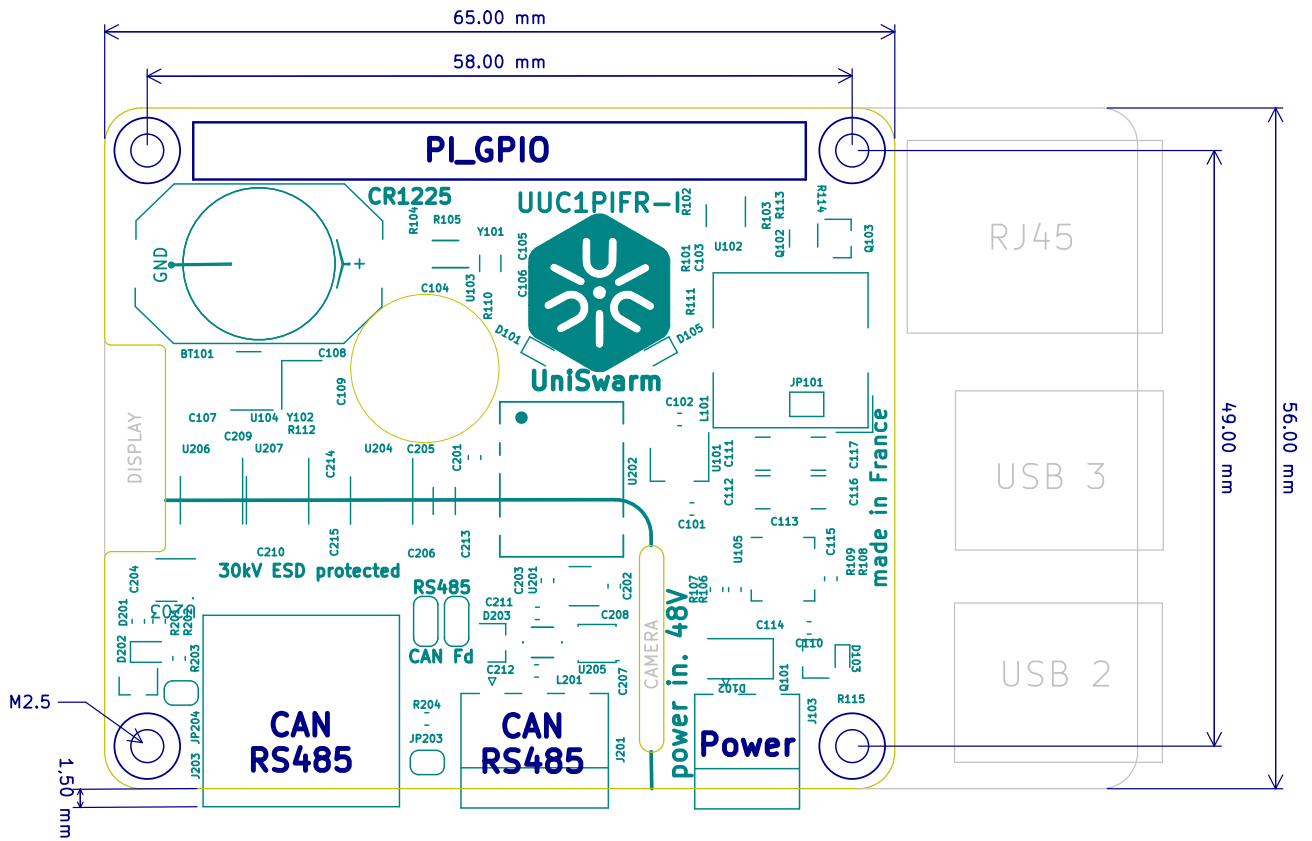 65.00 mm
58.00 mm
PI_GPIO
CR1225
UUC1PIFR-I
R102
R103
R113
R114
R104
R105
Y101
C105
U102
Q102
Q103
RJ45
GND
+
R101
C103
C106
U103
C104
R110
R111
D101
D105
BT101
C108
UniSwarm
JP101
C109
C102
L101
C107
U104
Y102
R112
made in France
49.00 mm
56.00 mm
DISPLAY
C209
U206
U207
C214
U204
C205
C201
U202
U101
C111
C117
USB 3
C112
C116
C101
C113
C210
C215
C206
C213
U105
C115
R109
R108
30kV ESD protected
RS485
C204
C203
U201
C202
R107
R106
C211
D203
C208
D201
R201
R202
C114
CAMERA
power in. 48V
D202
R203
CAN Fd
C110
D103
USB 2
C212
L201
U205
C207
D102
Q101
R115
M2.5
R204
J103
CAN
RS485
CAN
RS485
Power
JP204
JP203
J203
J201
1,50 mm